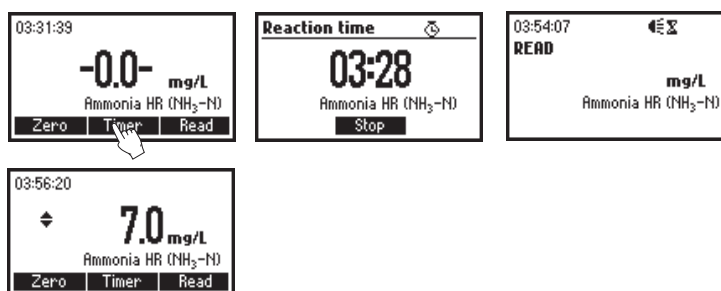 03:31:39
-0.0- mg/L
Ammonia HR (NH₃-N)
Zero Timer Read
Reaction time
03:28
Ammonia HR (NH₃-N)
Stop
03:54:07
READ
mg/L
Ammonia HR (NH₃-N)
03:56:20
7.0 mg/L
Ammonia HR (NH₃-N)
Zero Timer Read